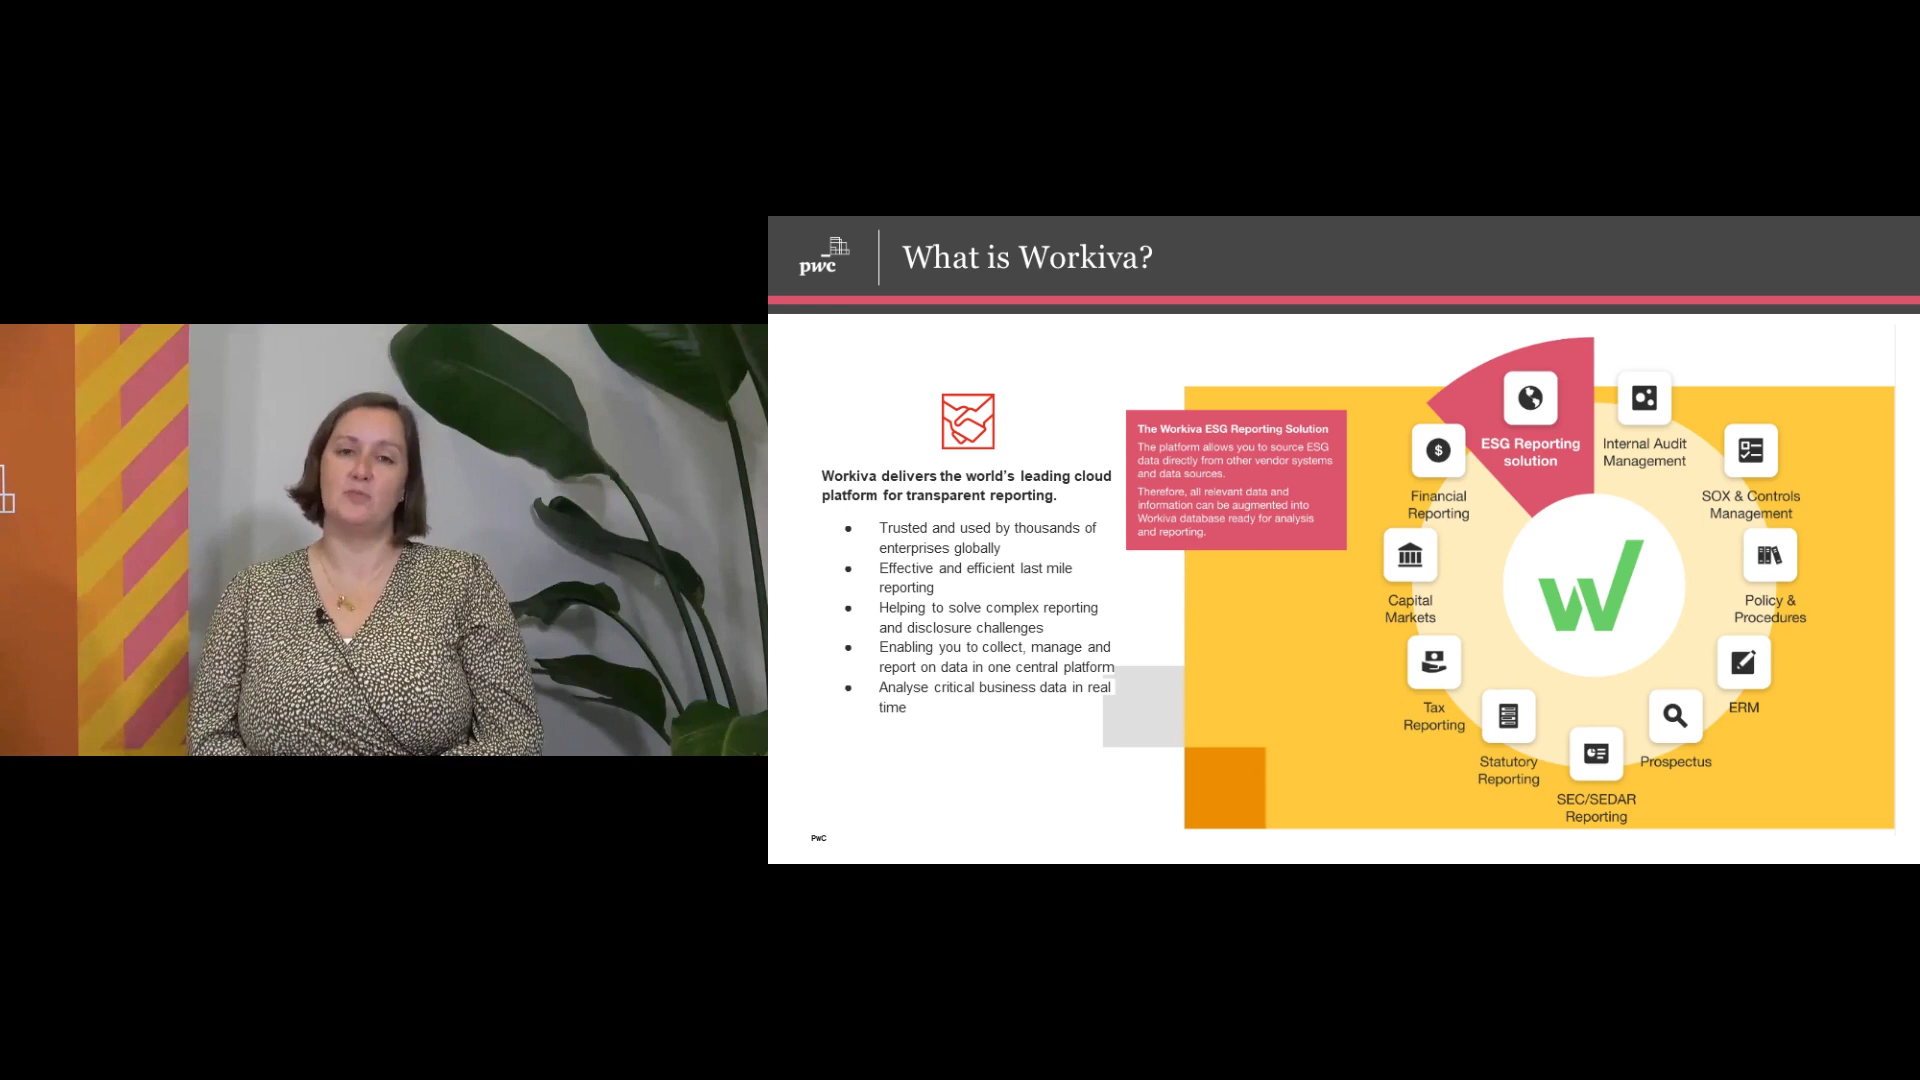 pwc
What is Workiva?
Workiva delivers the world's leading cloud
platform for transparent reporting.
● Trusted and used by thousands of
enterprises globally
● Effective and efficient last mile
reporting
● Helping to solve complex reporting
and disclosure challenges
● Enabling you to collect, manage and
report on data in one central platform
● Analyse critical business data in real
time
The Workiva ESG Reporting Solution
The platform allows you to source ESG
data directly from other vendor systems
and data sources.
Therefore, all relevant data and
information can be augmented into
Workiva database ready for analysis
and reporting.
ESG Reporting
solution
Internal Audit
Management
SOX & Controls
Management
Policy &
Procedures
ERM
Prospectus
SEC/SEDAR
Reporting
Statutory
Reporting
Tax
Reporting
Capital
Markets
Financial
Reporting
W
PwC